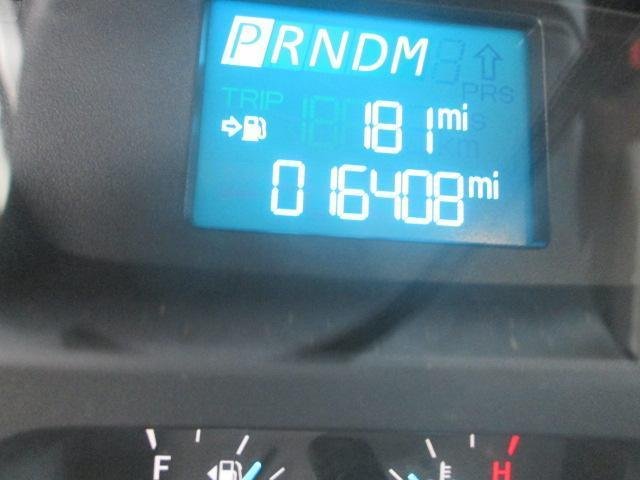 PRNDM
PRS
TRIP
181 mi
km
016408 mi
F H